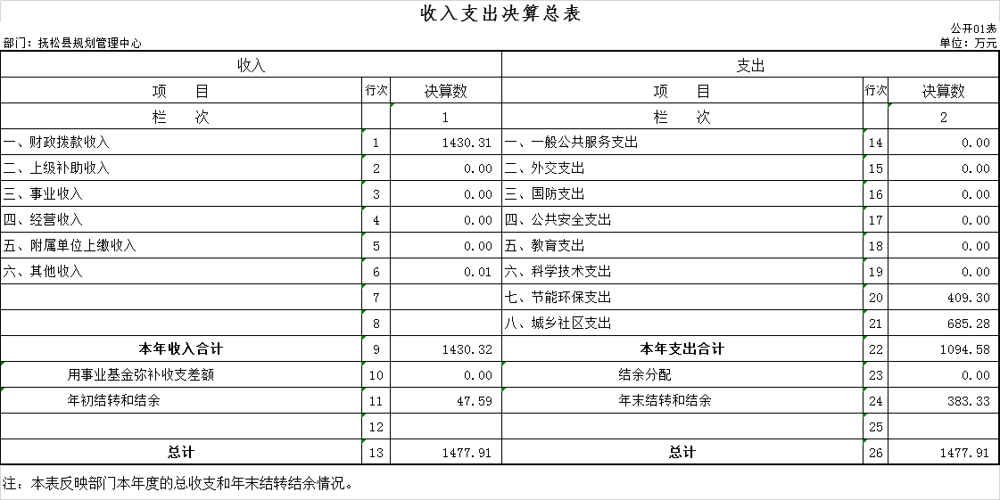 收入支出决算总表
公开01表
部门：抚松县规划管理中心 单位：万元
收入 支出
项 目 行次 决算数 项 目 行次 决算数
栏 次 1 栏 次 2
一、财政拨款收入 1 1430.31 一、一般公共服务支出 14 0.00
二、上级补助收入 2 0.00 二、外交支出 15 0.00
三、事业收入 3 0.00 三、国防支出 16 0.00
四、经营收入 4 0.00 四、公共安全支出 17 0.00
五、附属单位上缴收入 5 0.00 五、教育支出 18 0.00
六、其他收入 6 0.01 六、科学技术支出 19 0.00
7 七、节能环保支出 20 409.30
8 八、城乡社区支出 21 685.28
本年收入合计 9 1430.32 本年支出合计 22 1094.58
用事业基金弥补收支差额 10 0.00 结余分配 23 0.00
年初结转和结余 11 47.59 年末结转和结余 24 383.33
12 25
总计 13 1477.91 总计 26 1477.91
注：本表反映部门本年度的总收支和年末结转结余情况。